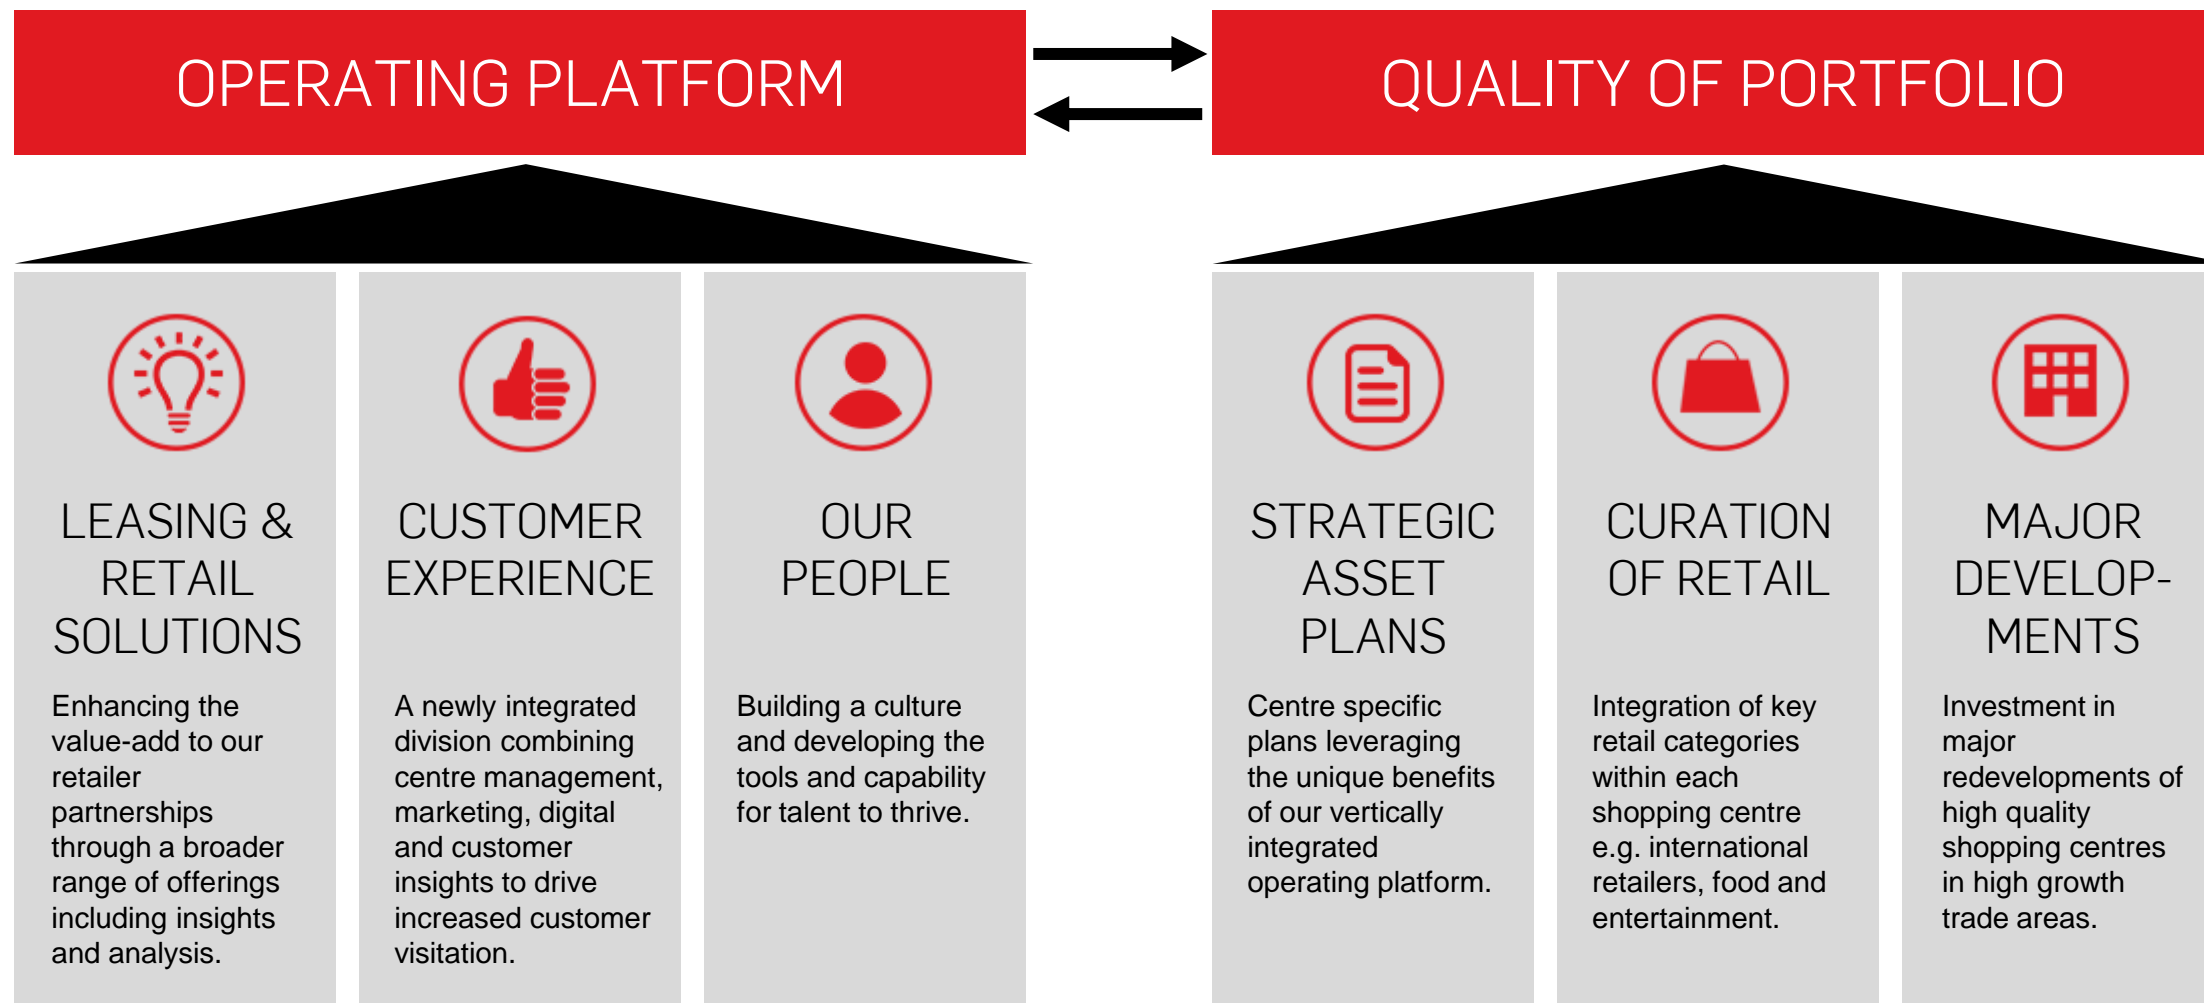 OPERATING PLATFORM
QUALITY OF PORTFOLIO
LEASING &
RETAIL
SOLUTIONS
Enhancing the
value-add to our
retailer
partnerships
through a broader
range of offerings
including insights
and analysis.
CUSTOMER
EXPERIENCE
A newly integrated
division combining
centre management,
marketing, digital
and customer
insights to drive
increased customer
visitation.
OUR
PEOPLE
Building a culture
and developing the
tools and capability
for talent to thrive.
STRATEGIC
ASSET
PLANS
Centre specific
plans leveraging
the unique benefits
of our vertically
integrated
operating platform.
CURATION
OF RETAIL
Integration of key
retail categories
within each
shopping centre
e.g. international
retailers, food and
entertainment.
MAJOR
DEVELOP-
MENTS
Investment in
major
redevelopments of
high quality
shopping centres
in high growth
trade areas.